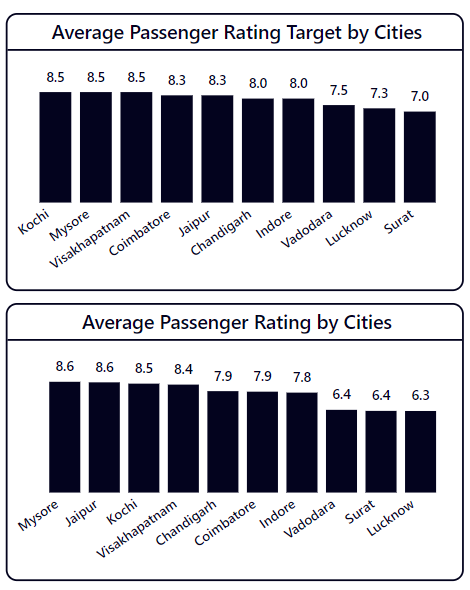 Average Passenger Rating Target by Cities
8.5 8.5 8.5 8.3 8.3 8.0 8.0 7.5 7.3 7.0
Kochi Mysore Visakhapatnam Coimbatore Jaipur Chandigarh Indore Vadodara Lucknow Surat
Average Passenger Rating by Cities
8.6 8.6 8.5 8.4 7.9 7.9 7.8 6.4 6.4 6.3
Mysore Jaipur Kochi Visakhapatnam Chandigarh Coimbatore Indore Vadodara Surat Lucknow